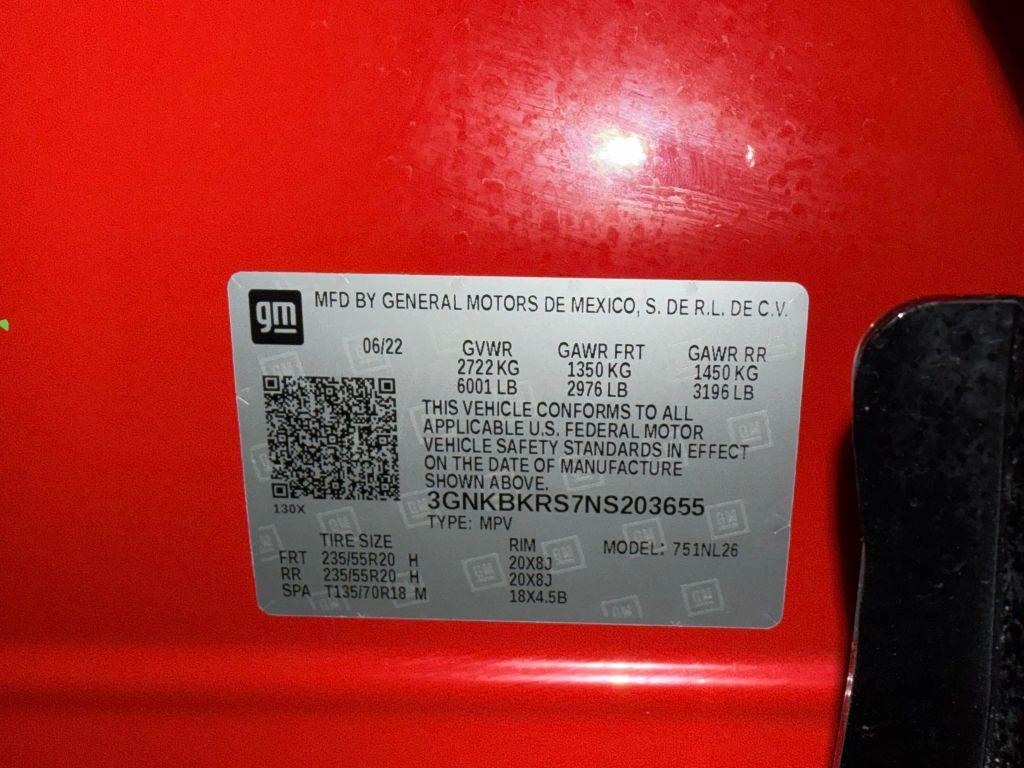 gm MFD BY GENERAL MOTORS DE MEXICO, S. DE R.L. DE C.V.
06/22 GVWR GAWR FRT GAWR RR
2722 KG 1350 KG 1450 KG
6001 LB 2976 LB 3196 LB
THIS VEHICLE CONFORMS TO ALL
APPLICABLE U.S. FEDERAL MOTOR
VEHICLE SAFETY STANDARDS IN EFFECT
ON THE DATE OF MANUFACTURE
SHOWN ABOVE.
130X
3GNKBKRS7NS203655
TYPE: MPV
TIRE SIZE RIM MODEL: 751NL26
FRT 235/55R20 H 20X8J
RR 235/55R20 H 20X8J
SPA T135/70R18 M 18X4.5B